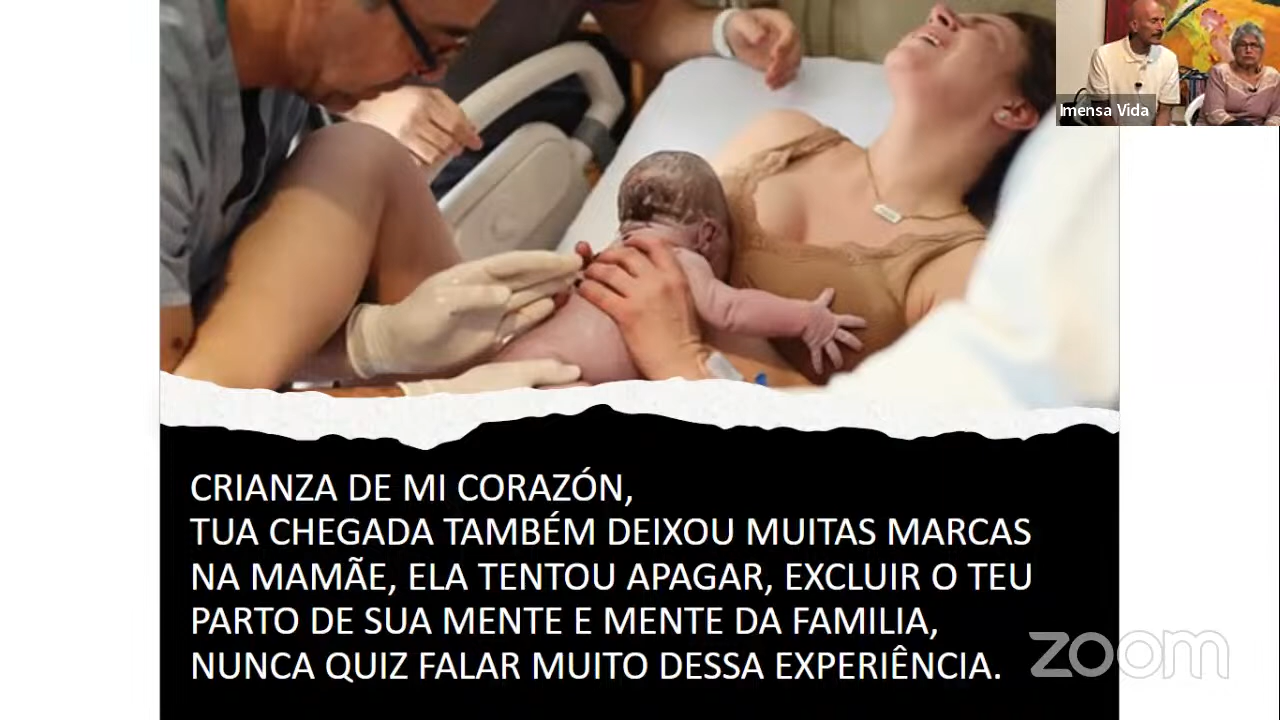 Imensa Vida
CRIANZA DE MI CORAZÓN,
TUA CHEGADA TAMBÉM DEIXOU MUITAS MARCAS
NA MAMÃE, ELA TENTOU APAGAR, EXCLUIR O TEU
PARTO DE SUA MENTE E MENTE DA FAMILIA,
NUNCA QUIZ FALAR MUITO DESSA EXPERIÊNCIA.
zoom